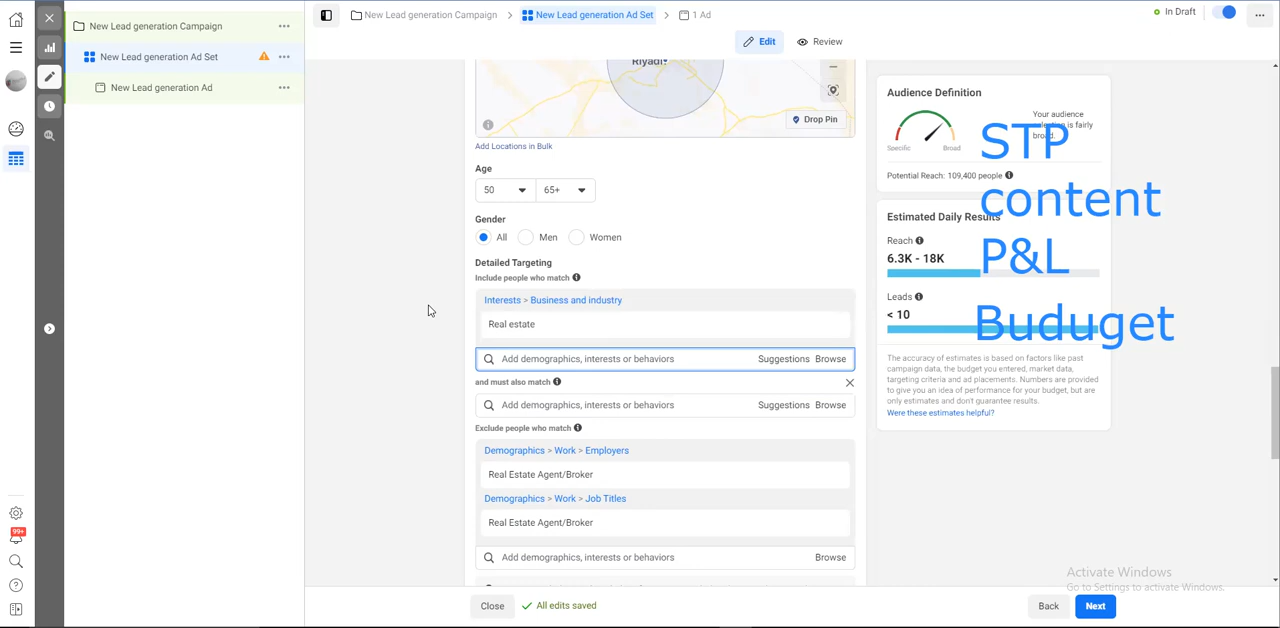 New Lead generation Campaign > New Lead generation Ad Set > 1 Ad
In Draft
New Lead generation Campaign
New Lead generation Ad Set
New Lead generation Ad
Edit
Review
99+
Add Locations in Bulk
Drop Pin
Age
50
65+
Gender
All
Men
Women
Detailed Targeting
Include people who match
Interests > Business and industry
Real estate
Add demographics, interests or behaviors
Suggestions
Browse
and must also match
Add demographics, interests or behaviors
Suggestions
Browse
Exclude people who match
Demographics > Work > Employers
Real Estate Agent/Broker
Demographics > Work > Job Titles
Real Estate Agent/Broker
Add demographics, interests or behaviors
Browse
Close
All edits saved
Back
Next
Audience Definition
Specific
Broad
Your audience
selection is fairly
broad.
Potential Reach: 109,400 people
Estimated Daily Results
Reach
6.3K - 18K
Leads
< 10
The accuracy of estimates is based on factors like past
campaign data, the budget you entered, market data,
targeting criteria and ad placements. Numbers are provided
to give you an idea of performance for your budget, but are
only estimates and don't guarantee results.
Were these estimates helpful?
STP
content
P&L
Buduget
Activate Windows
Go to Settings to activate Windows.